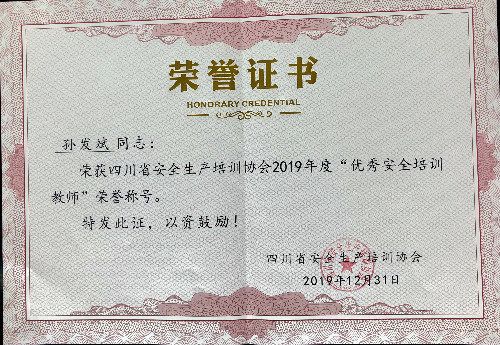 荣誉证书
HONORARY CREDENTIAL
孙发斌 同志：
荣获四川省安全生产培训协会2019年度“优秀安全培训
教师”荣誉称号。
特发此证，以资鼓励！
四川省安全生产培训协会
2019年12月31日